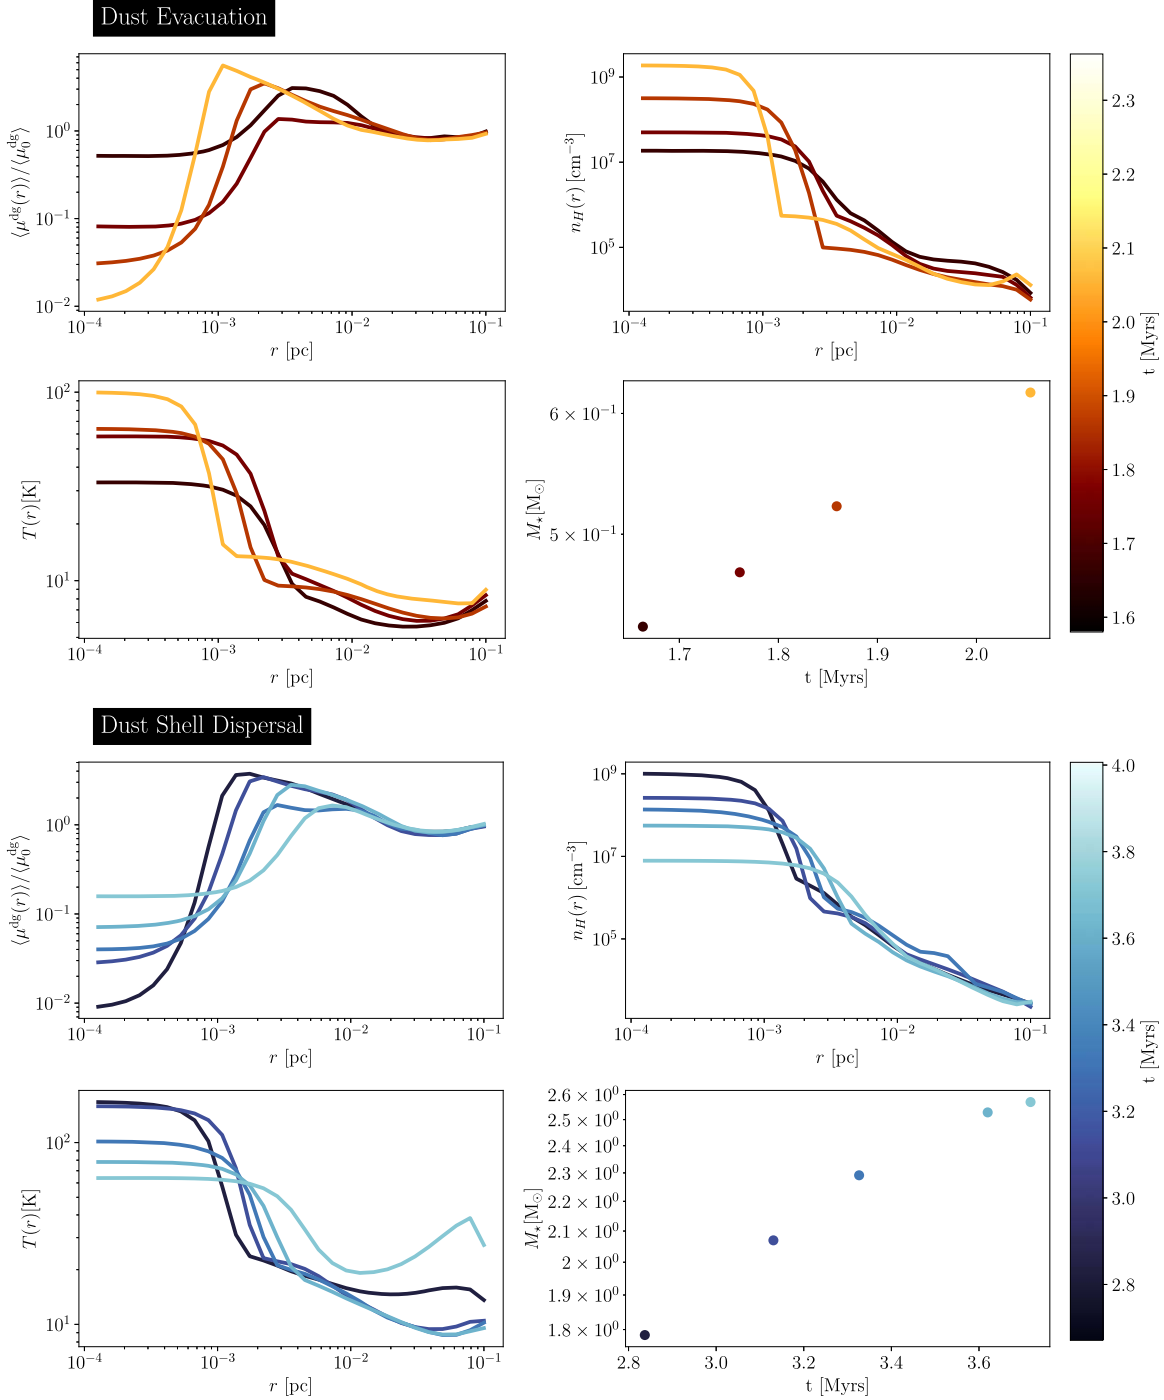 Dust Evacuation
⟨μ^dg(r)⟩/⟨μ_0^dg⟩
10^0
10^−1
10^−2
10^−4 10^−3 10^−2 10^−1
r [pc]
n_H(r) [cm^−3]
10^9
10^7
10^5
10^−4 10^−3 10^−2 10^−1
r [pc]
T(r)[K]
10^2
10^1
10^−4 10^−3 10^−2 10^−1
r [pc]
M_⋆[M_⊙]
6 × 10^−1
5 × 10^−1
1.7 1.8 1.9 2.0
t [Myrs]
2.3
2.2
2.1
2.0
1.9
1.8
1.7
1.6
t [Myrs]
Dust Shell Dispersal
⟨μ^dg(r)⟩/⟨μ_0^dg⟩
10^0
10^−1
10^−2
10^−4 10^−3 10^−2 10^−1
r [pc]
n_H(r) [cm^−3]
10^9
10^7
10^5
10^−4 10^−3 10^−2 10^−1
r [pc]
T(r)[K]
10^2
10^1
10^−4 10^−3 10^−2 10^−1
r [pc]
M_⋆[M_⊙]
2.6 × 10^0
2.5 × 10^0
2.4 × 10^0
2.3 × 10^0
2.2 × 10^0
2.1 × 10^0
2 × 10^0
1.9 × 10^0
1.8 × 10^0
2.8 3.0 3.2 3.4 3.6
t [Myrs]
4.0
3.8
3.6
3.4
3.2
3.0
2.8
t [Myrs]